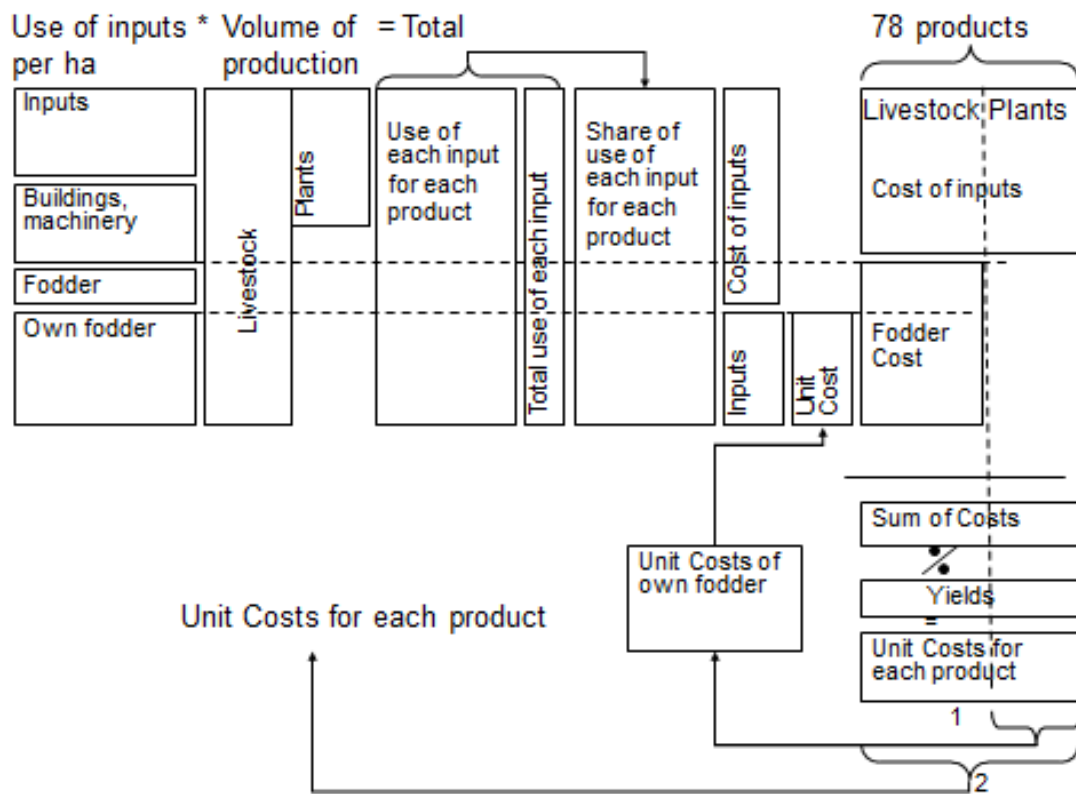 Use of inputs * Volume of = Total
per ha production
78 products
Inputs
Buildings,
machinery
Fodder
Own fodder
Livestock
Plants
Use of
each input
for each
product
Total use of each input
Share of
use of
each input
for each
product
Cost of inputs
Inputs
Unit
Cost
Livestock Plants
Cost of inputs
Fodder
Cost
Sum of Costs
Yields
=
Unit Costs for
each product
Unit Costs of
own fodder
Unit Costs for each product
1
2